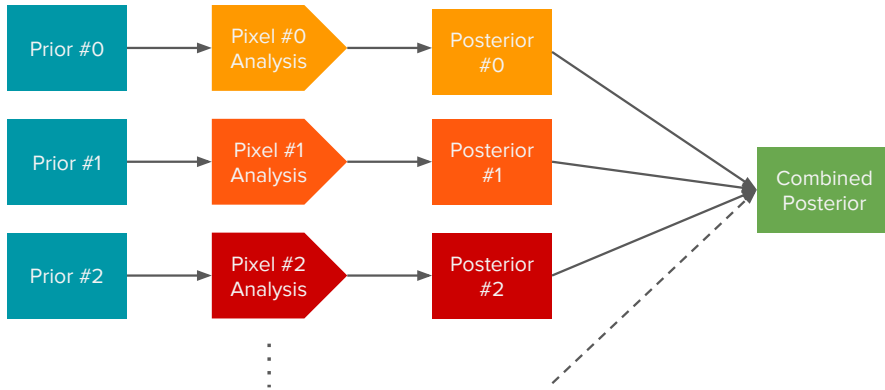 Prior #0
Pixel #0
Analysis
Posterior
#0
Prior #1
Pixel #1
Analysis
Posterior
#1
Combined
Posterior
Prior #2
Pixel #2
Analysis
Posterior
#2